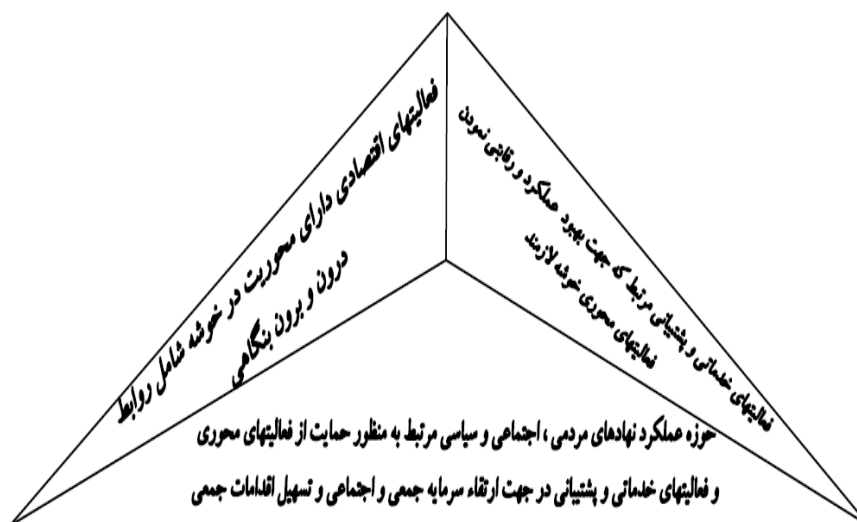 فعالیتهای اقتصادی دارای محوریت در خوشه شامل روابط
درون و برون بنگاهی
فعالیتهای خدماتی و پشتیبانی مرتبط که جهت بهبود عملکرد و رقابتی نمودن
فعالیتهای محوری خوشه لازمند
حوزه عملکرد نهادهای مردمی ، اجتماعی و سیاسی مرتبط به منظور حمایت از فعالیتهای محوری
و فعالیتهای خدماتی و پشتیبانی در جهت ارتقاء سرمایه جمعی و اجتماعی و تسهیل اقدامات جمعی